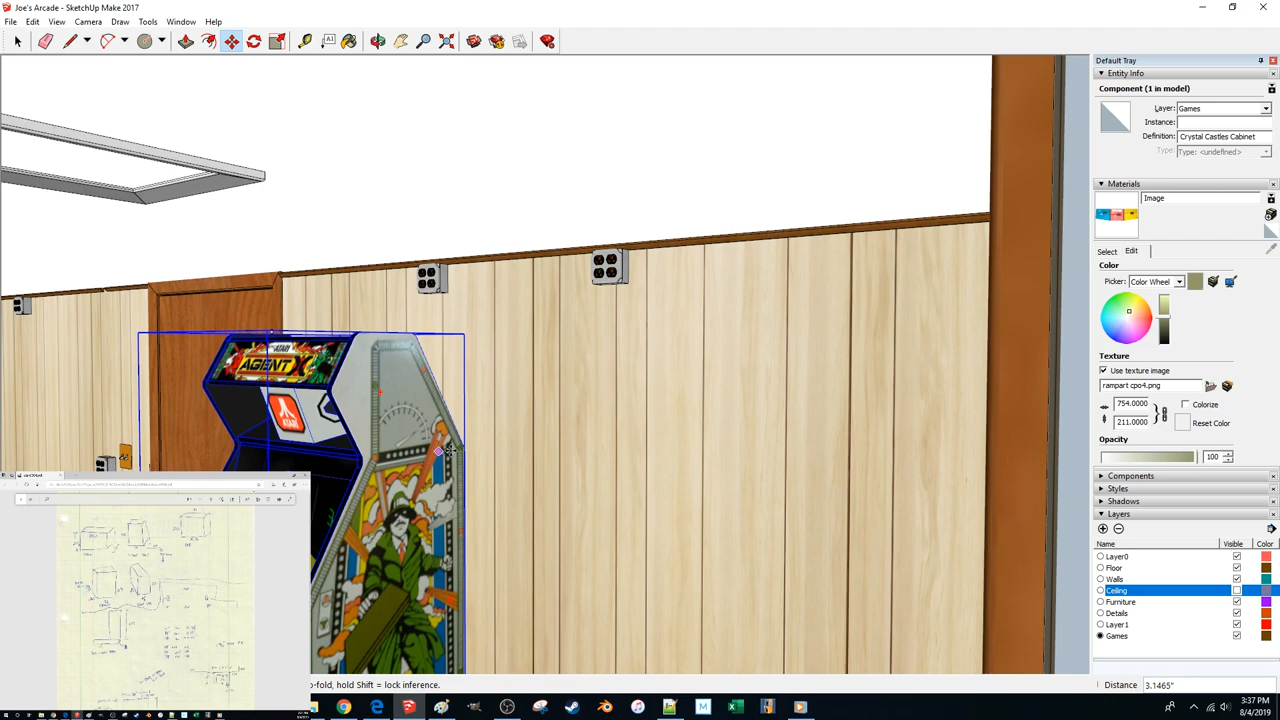 Joe's Arcade - SketchUp Make 2017
File Edit View Camera Draw Tools Window Help
Default Tray
Entity Info
Component (1 in model)
Layer: Games
Instance:
Definition: Crystal Castles Cabinet
Type: Type: <undefined>
Materials
Image
Select Edit
Color
Picker: Color Wheel
Texture
Use texture image
rampart cpo4.png
754.0000
Colorize
211.0000
Reset Color
Opacity
100
Components
Styles
Shadows
Layers
Name Visible Color
Layer0
Floor
Walls
Ceiling
Furniture
Details
Layer1
Games
ATARI
AGENT X
ATARI
o-fold, hold Shift = lock inference.
Distance 3.1465"
3:37 PM
8/4/2019